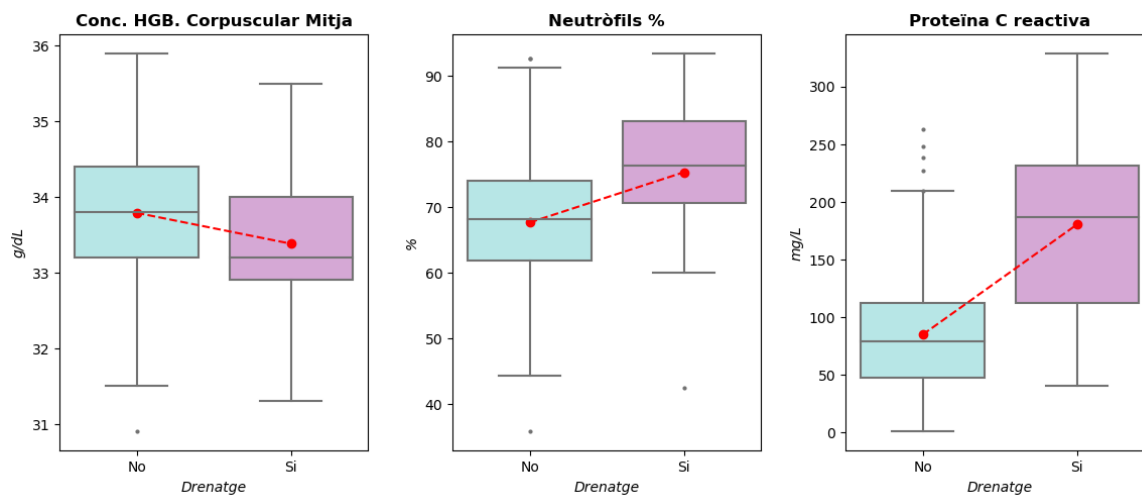 Conc. HGB. Corpuscular Mitja
g/dL
36
35
34
33
32
31
No
Si
Drenatge
Neutròfils %
%
90
80
70
60
50
40
No
Si
Drenatge
Proteïna C reactiva
mg/L
300
250
200
150
100
50
0
No
Si
Drenatge